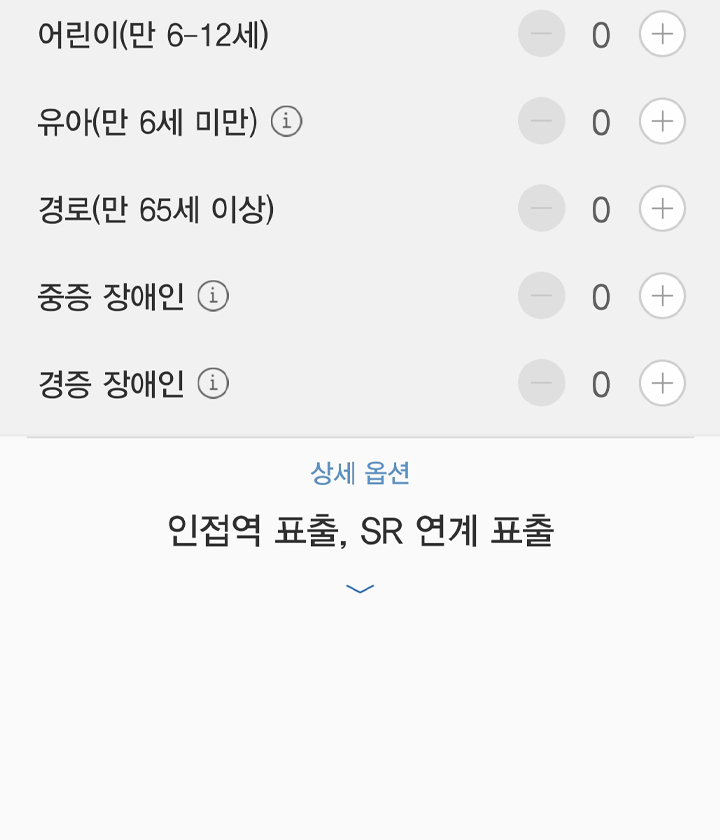 어린이(만 6-12세) 0
유아(만 6세 미만) 0
경로(만 65세 이상) 0
중증 장애인 0
경증 장애인 0
상세 옵션
인접역 표출, SR 연계 표출